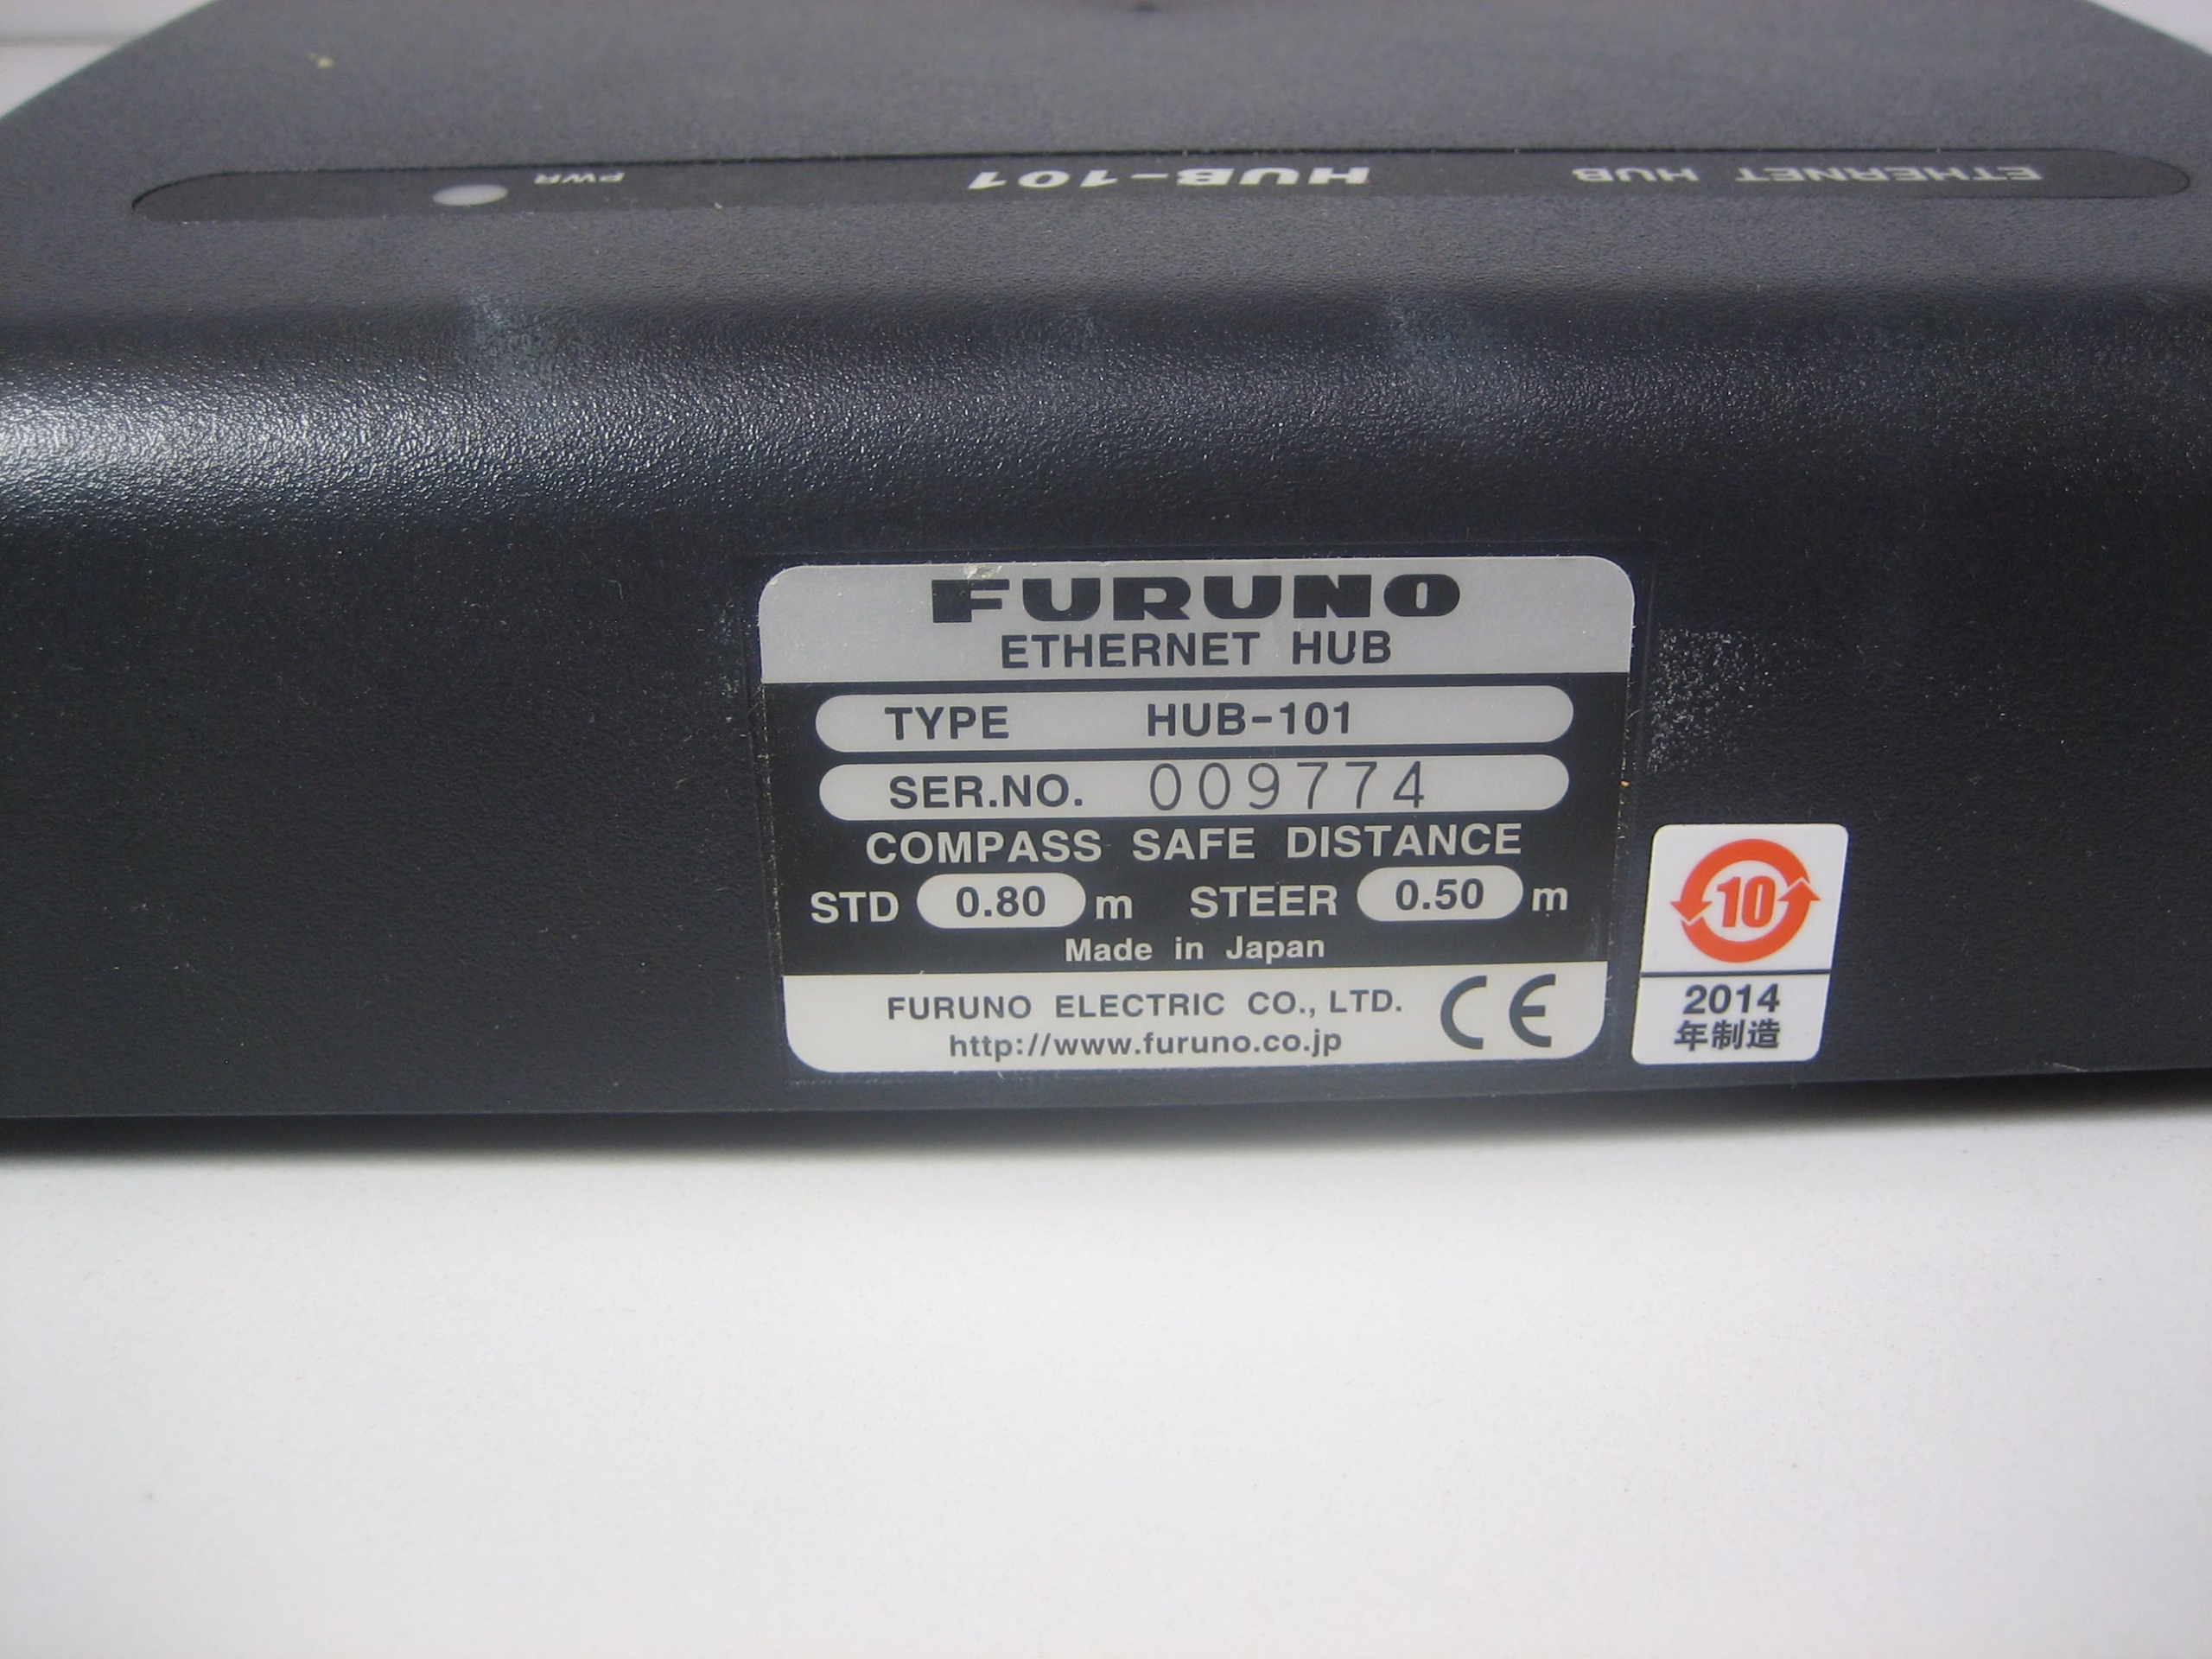 ETHERNET HUB
HUB-101
PWR
FURUNO
ETHERNET HUB
TYPE HUB-101
SER.NO. 009774
COMPASS SAFE DISTANCE
STD 0.80 m STEER 0.50 m
Made in Japan
FURUNO ELECTRIC CO., LTD.
http://www.furuno.co.jp
CE
10
2014
年制造